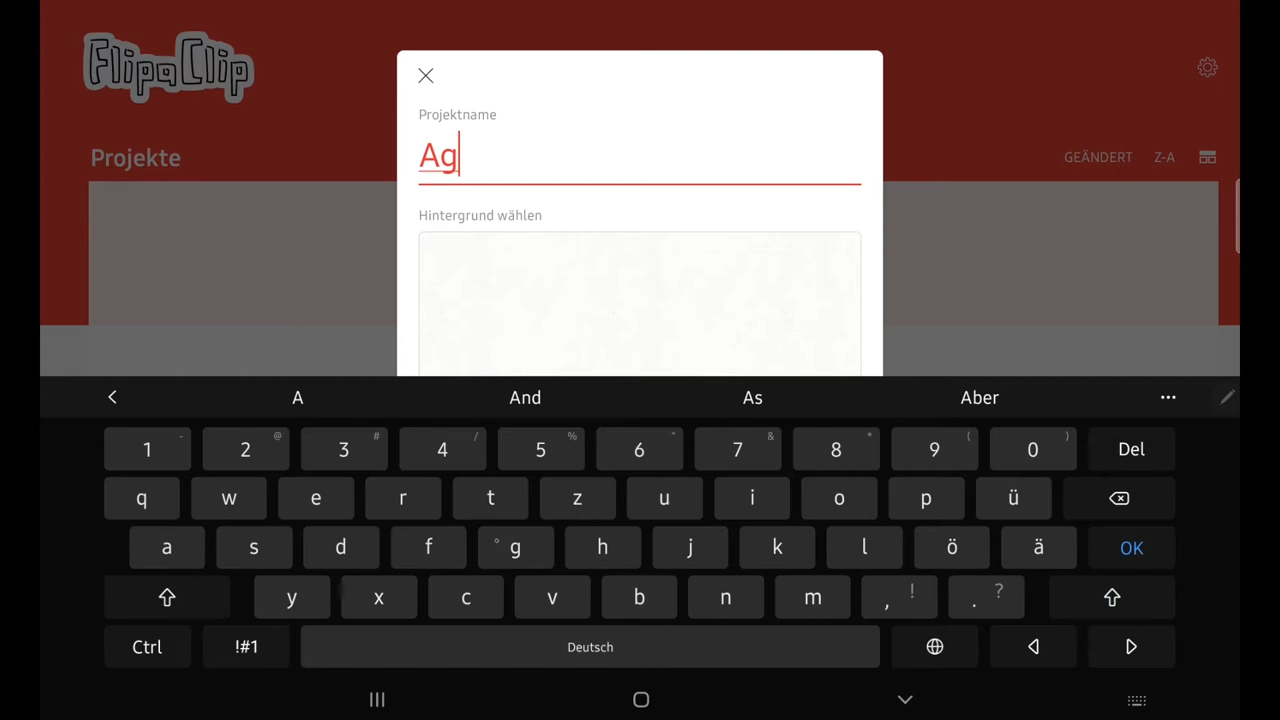 FlipaClip
Projektname
Ag
Projekte
GEÄNDERT Z-A
Hintergrund wählen
A And As Aber ...
1 - 2 @ 3 # 4 / 5 % 6 ^ 7 & 8 * 9 ( 0 ) Del
q w e r t z u i o p ü
a s d f ° g h j k l ö ä OK
y x c v b n m , ! . ?
Ctrl !#1 Deutsch